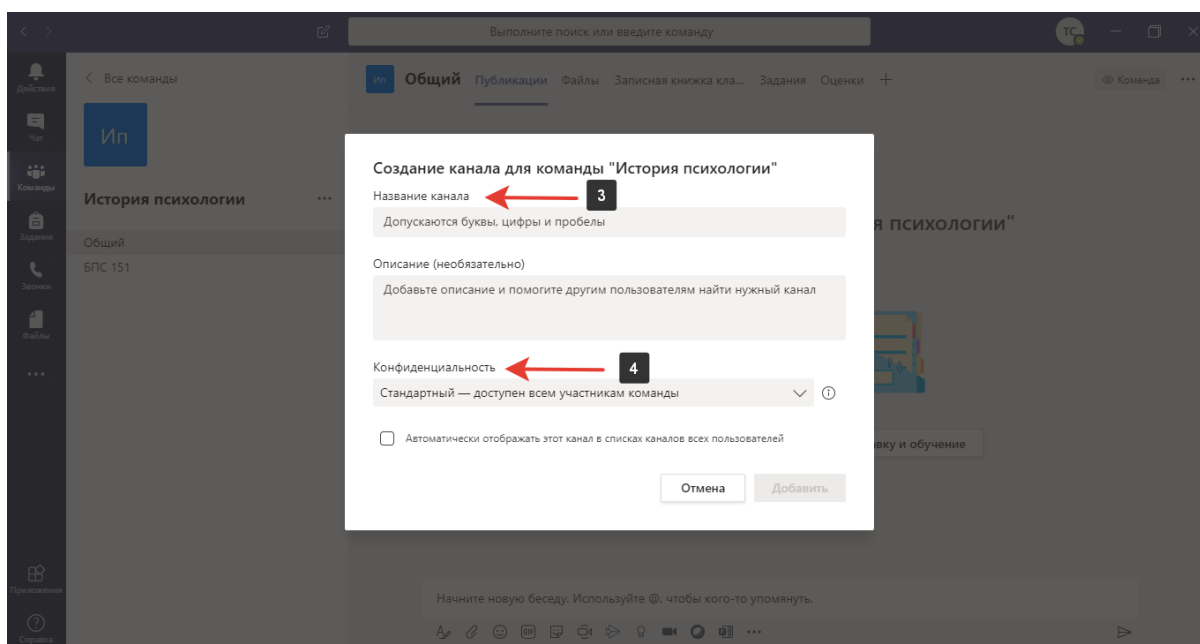 Выполните поиск или введите команду
ТС
Действия
Чат
Команды
Задания
Звонки
Файлы
Приложения
Справка
Все команды
Ип
История психологии
Общий
БПС 151
Ип Общий Публикации Файлы Записная книжка кла... Задания Оценки
Команда
я психологии"
авку и обучение
Создание канала для команды "История психологии"
Название канала
3
Допускаются буквы, цифры и пробелы
Описание (необязательно)
Добавьте описание и помогите другим пользователям найти нужный канал
Конфиденциальность
4
Стандартный — доступен всем участникам команды
Автоматически отображать этот канал в списках каналов всех пользователей
Отмена
Добавить
Начните новую беседу. Используйте @, чтобы кого-то упомянуть.
GIF